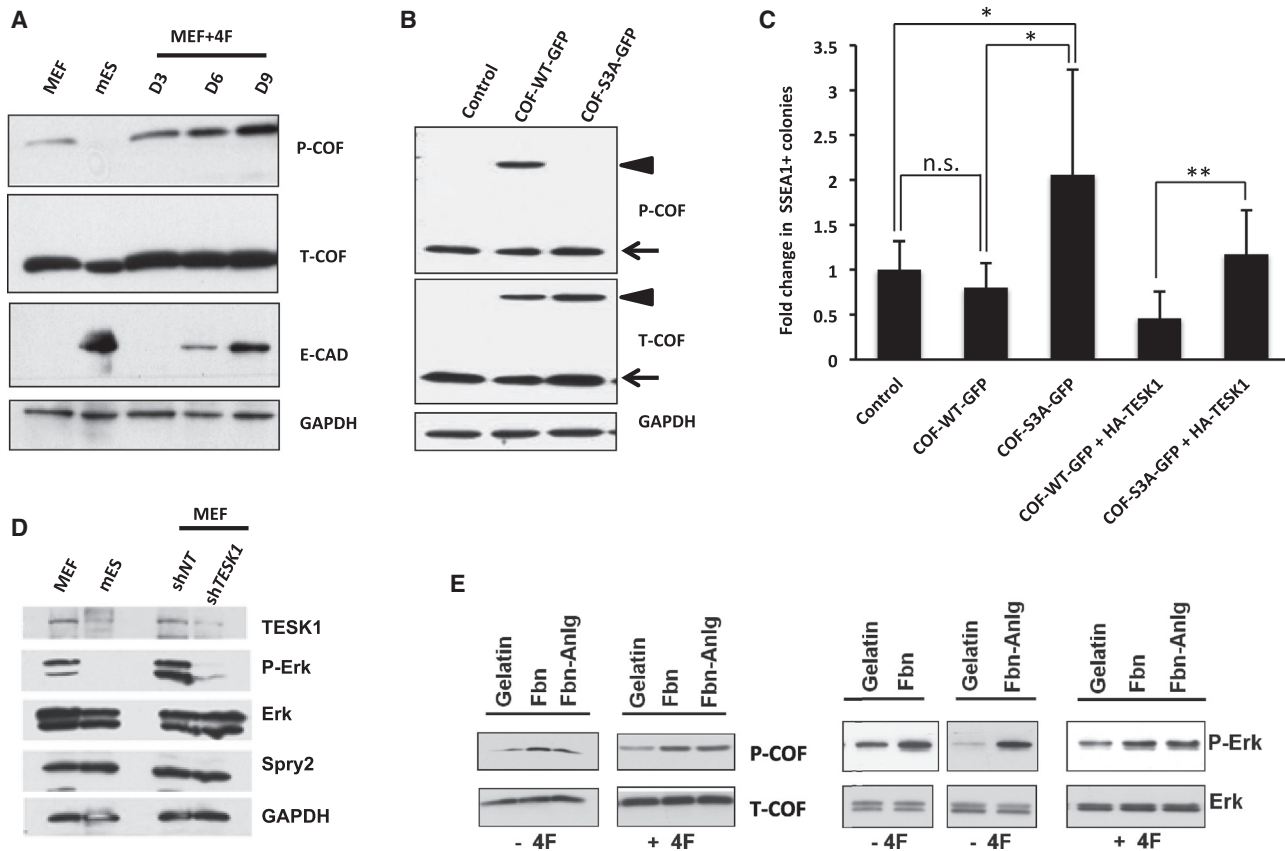 A
MEF+4F
MEF
mES
D3
D6
D9
P-COF
T-COF
E-CAD
GAPDH
B
Control
COF-WT-GFP
COF-S3A-GFP
P-COF
T-COF
GAPDH
C
*
*
n.s.
**
Fold change in SSEA1+ colonies
3.5
3
2.5
2
1.5
1
0.5
0
Control
COF-WT-GFP
COF-S3A-GFP
COF-WT-GFP + HA-TESK1
COF-S3A-GFP + HA-TESK1
D
MEF
MEF
mES
shNT
shTESK1
TESK1
P-Erk
Erk
Spry2
GAPDH
E
Gelatin
Fbn
Fbn-Anlg
Gelatin
Fbn
Fbn-Anlg
P-COF
T-COF
- 4F
+ 4F
Gelatin
Fbn
Gelatin
Fbn-Anlg
Gelatin
Fbn
Fbn-Anlg
P-Erk
Erk
- 4F
- 4F
+ 4F